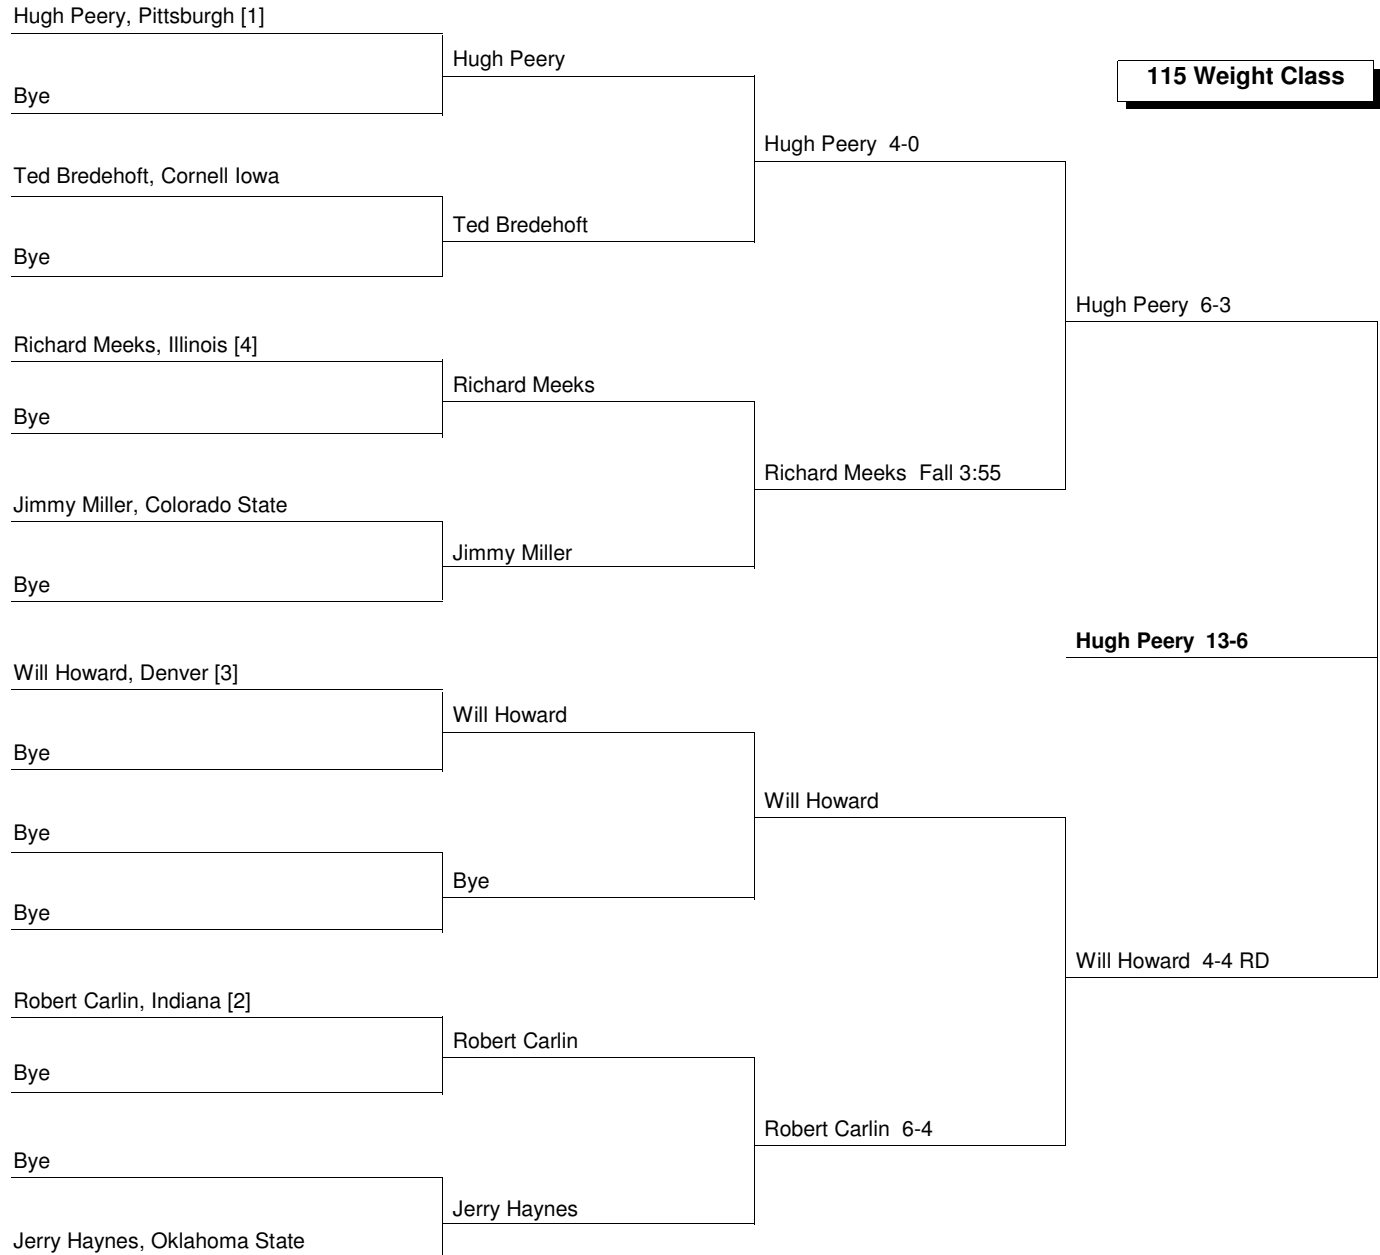 Hugh Peery, Pittsburgh [1]
Hugh Peery
115 Weight Class
Bye
Hugh Peery 4-0
Ted Bredehoft, Cornell Iowa
Ted Bredehoft
Bye
Hugh Peery 6-3
Richard Meeks, Illinois [4]
Richard Meeks
Bye
Richard Meeks Fall 3:55
Jimmy Miller, Colorado State
Jimmy Miller
Bye
Hugh Peery 13-6
Will Howard, Denver [3]
Will Howard
Bye
Will Howard
Bye
Bye
Bye
Will Howard 4-4 RD
Robert Carlin, Indiana [2]
Robert Carlin
Bye
Robert Carlin 6-4
Bye
Jerry Haynes
Jerry Haynes, Oklahoma State